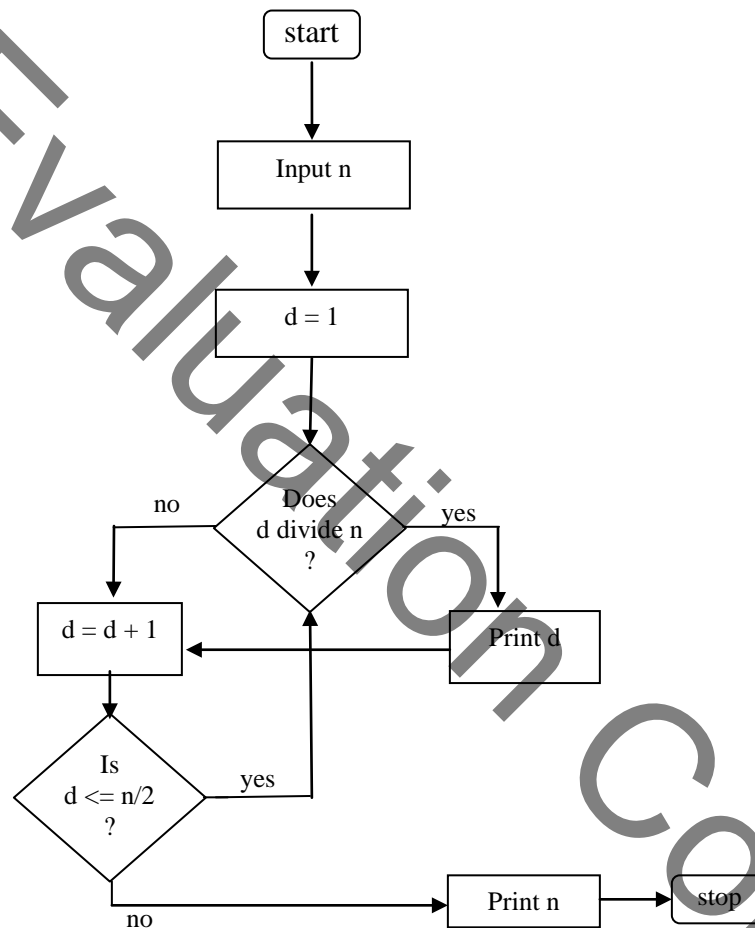 start
Input n
d = 1
Does
d divide n
?
no
yes
d = d + 1
Print d
Is
d <= n/2
?
yes
no
Print n
stop
Evaluation Co